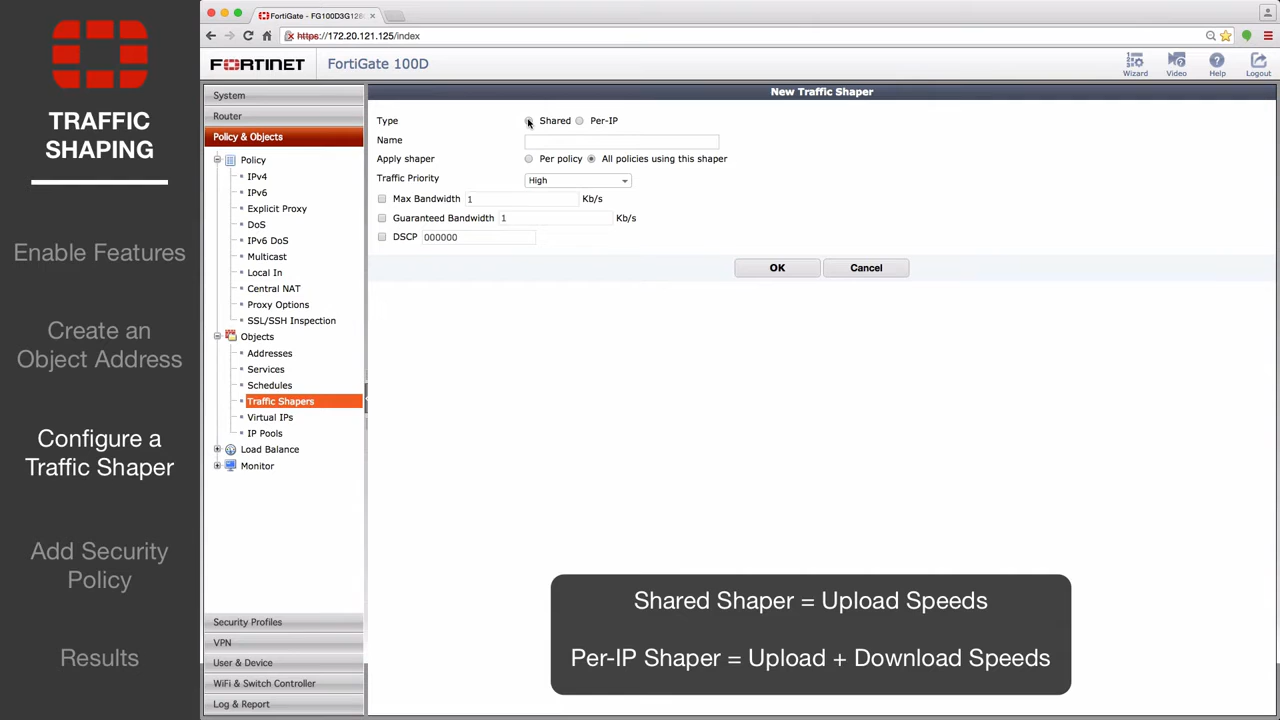 TRAFFIC
SHAPING
Enable Features
Create an
Object Address
Configure a
Traffic Shaper
Add Security
Policy
Results
FortiGate - FG100D3G128
https://172.20.121.125/index
FORTINET
FortiGate 100D
Wizard
Video
Help
Logout
System
Router
Policy & Objects
Policy
IPv4
IPv6
Explicit Proxy
DoS
IPv6 DoS
Multicast
Local In
Central NAT
Proxy Options
SSL/SSH Inspection
Objects
Addresses
Services
Schedules
Traffic Shapers
Virtual IPs
IP Pools
Load Balance
Monitor
Security Profiles
VPN
User & Device
WiFi & Switch Controller
Log & Report
New Traffic Shaper
Type Shared Per-IP
Name
Apply shaper Per policy All policies using this shaper
Traffic Priority High
Max Bandwidth 1 Kb/s
Guaranteed Bandwidth 1 Kb/s
DSCP 000000
OK Cancel
Shared Shaper = Upload Speeds
Per-IP Shaper = Upload + Download Speeds